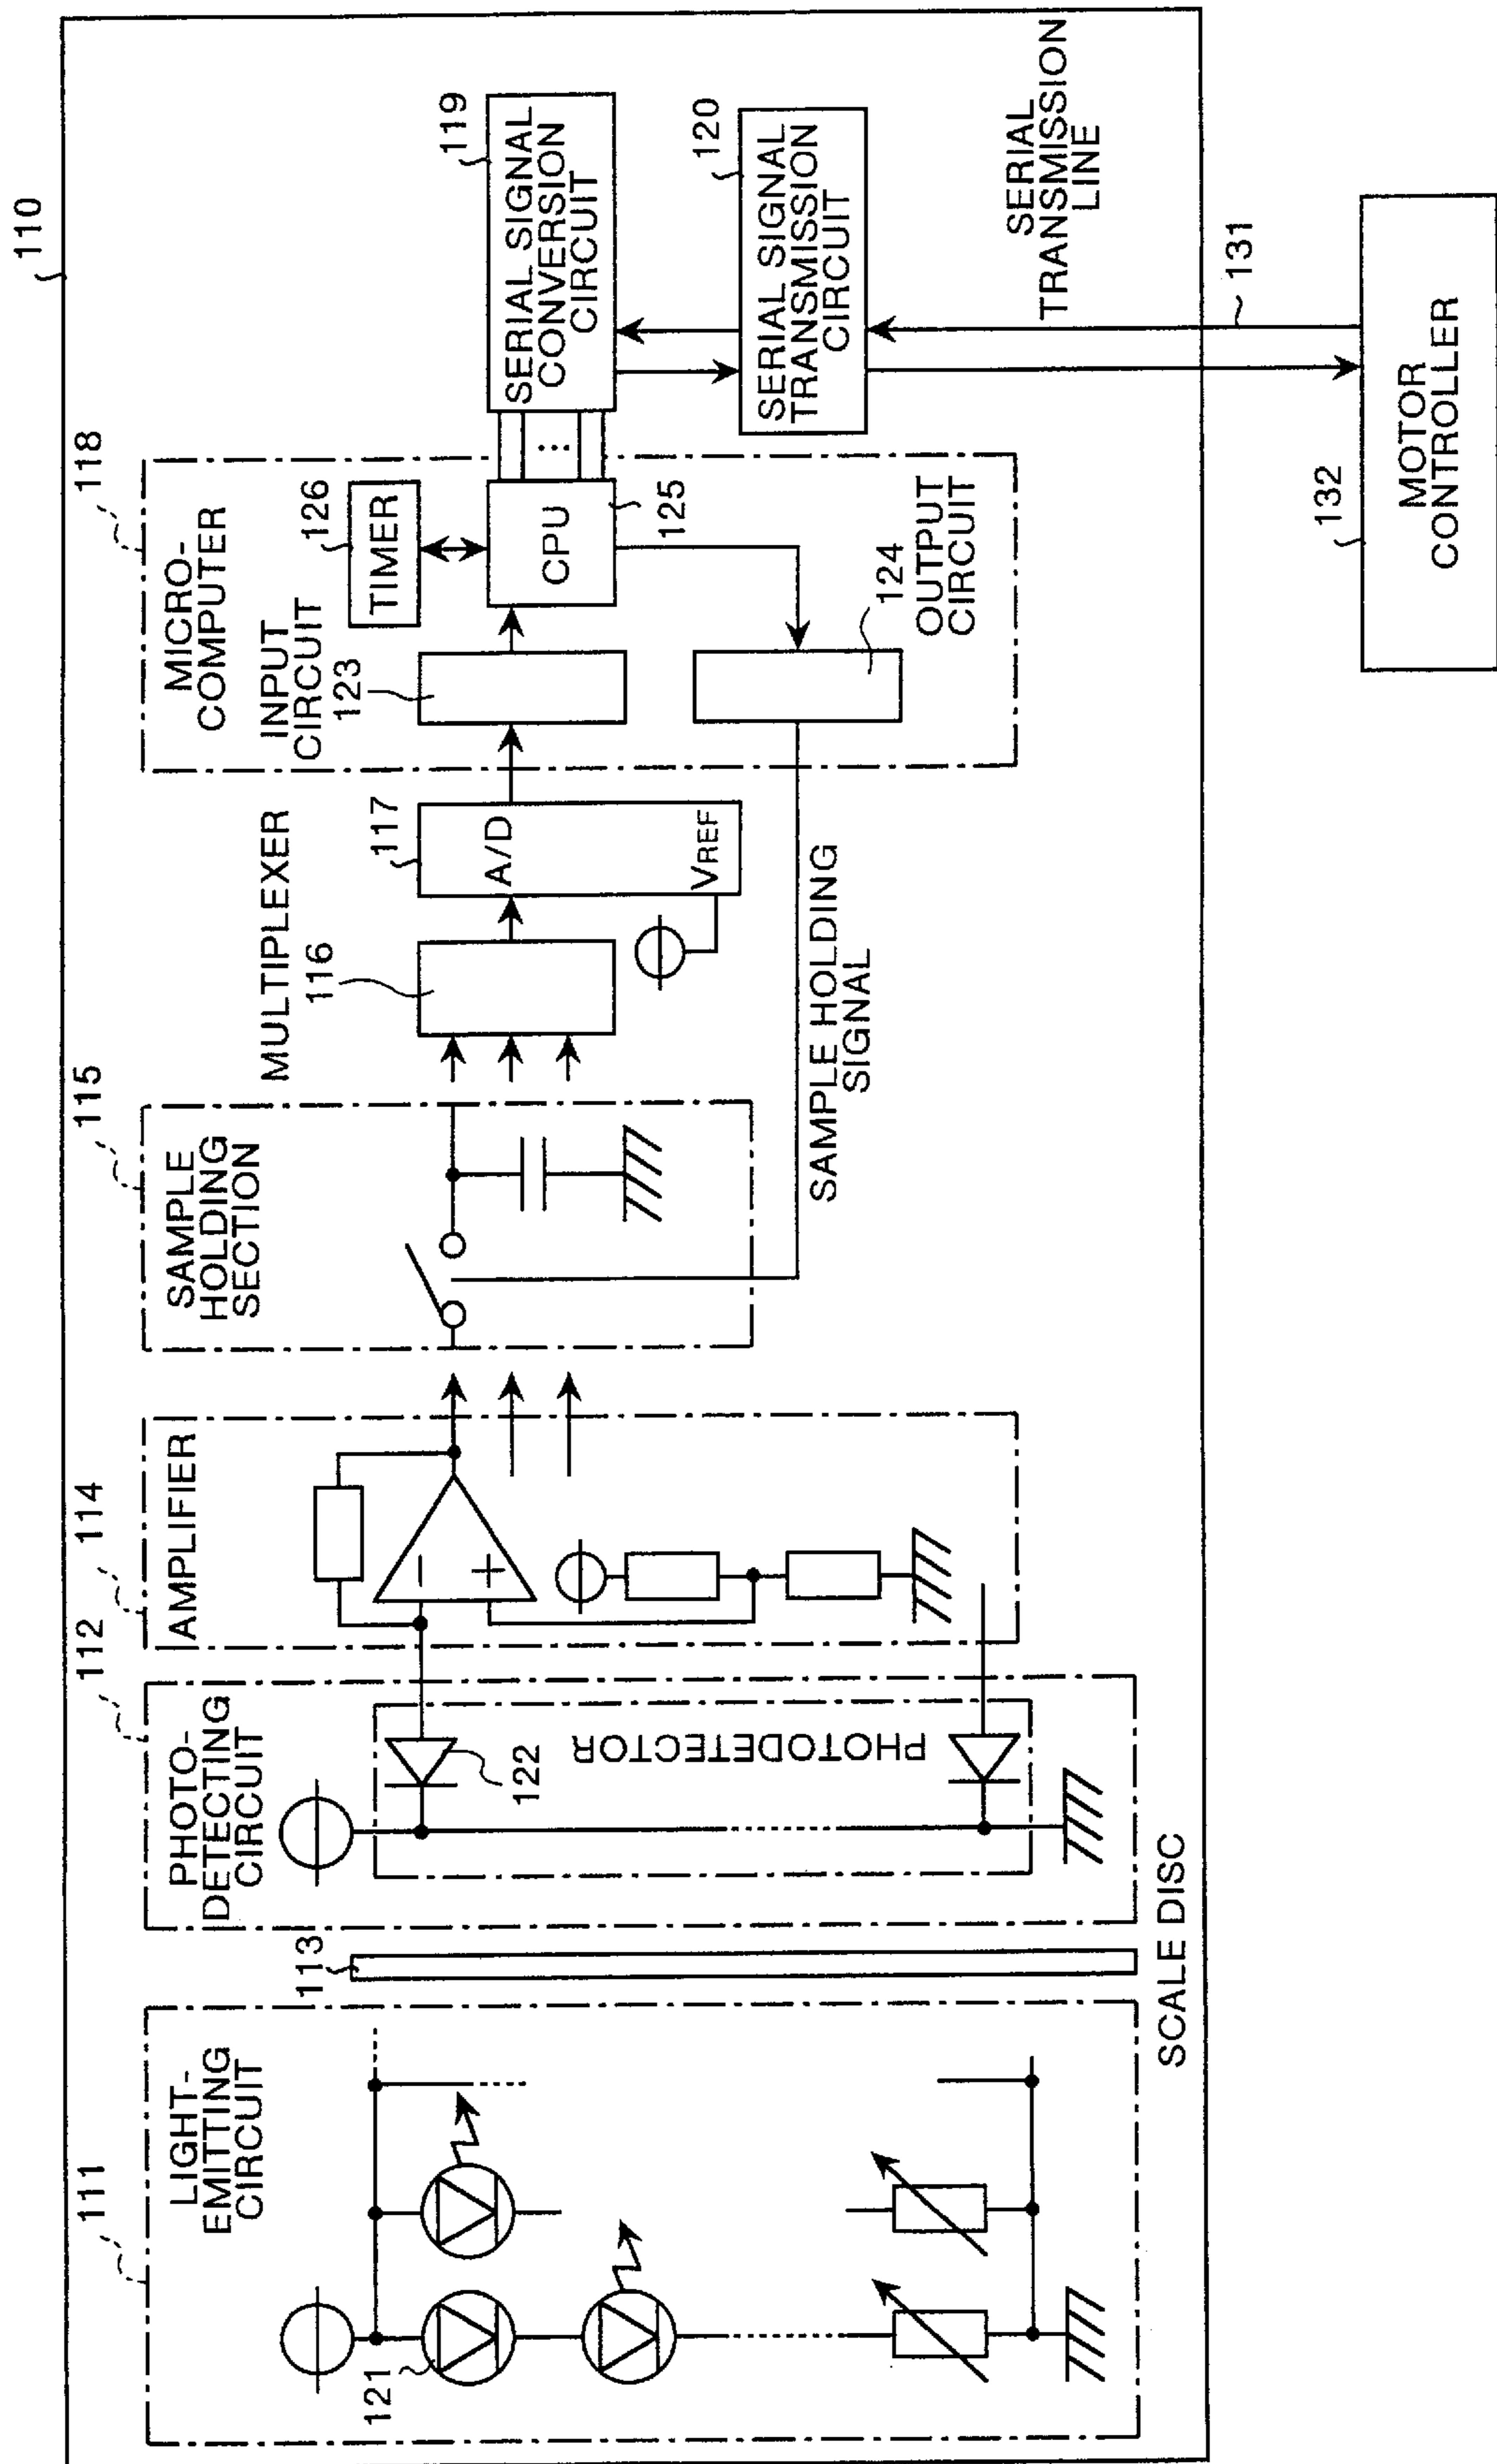 110
111
LIGHT-
EMITTING
CIRCUIT
121
113
SCALE DISC
112
PHOTO-
DETECTING
CIRCUIT
122
PHOTODETECTOR
114
AMPLIFIER
−
+
115
SAMPLE
HOLDING
SECTION
SAMPLE HOLDING
SIGNAL
MULTIPLEXER
116
117
A/D
VREF
118
MICRO-
COMPUTER
INPUT
CIRCUIT
123
126
TIMER
CPU
125
124
OUTPUT
CIRCUIT
119
SERIAL SIGNAL
CONVERSION
CIRCUIT
120
SERIAL SIGNAL
TRANSMISSION
CIRCUIT
SERIAL
TRANSMISSION
LINE
131
132
MOTOR
CONTROLLER